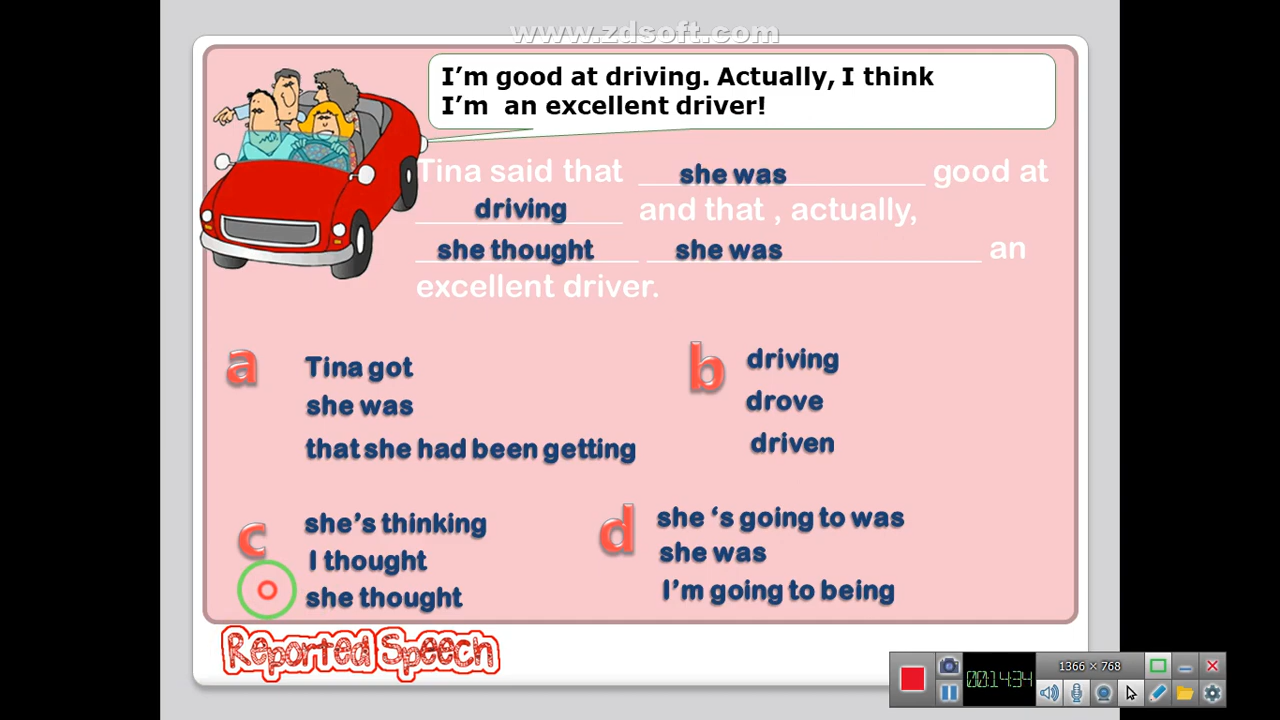 www.zdsoft.com
I’m good at driving. Actually, I think
I’m an excellent driver!
Tina said that she was good at
driving and that , actually,
she thought she was an
excellent driver.
a
Tina got
she was
that she had been getting
b
driving
drove
driven
c
she’s thinking
I thought
she thought
d
she ‘s going to was
she was
I’m going to being
Reported Speech
1366 × 768
00:14:34